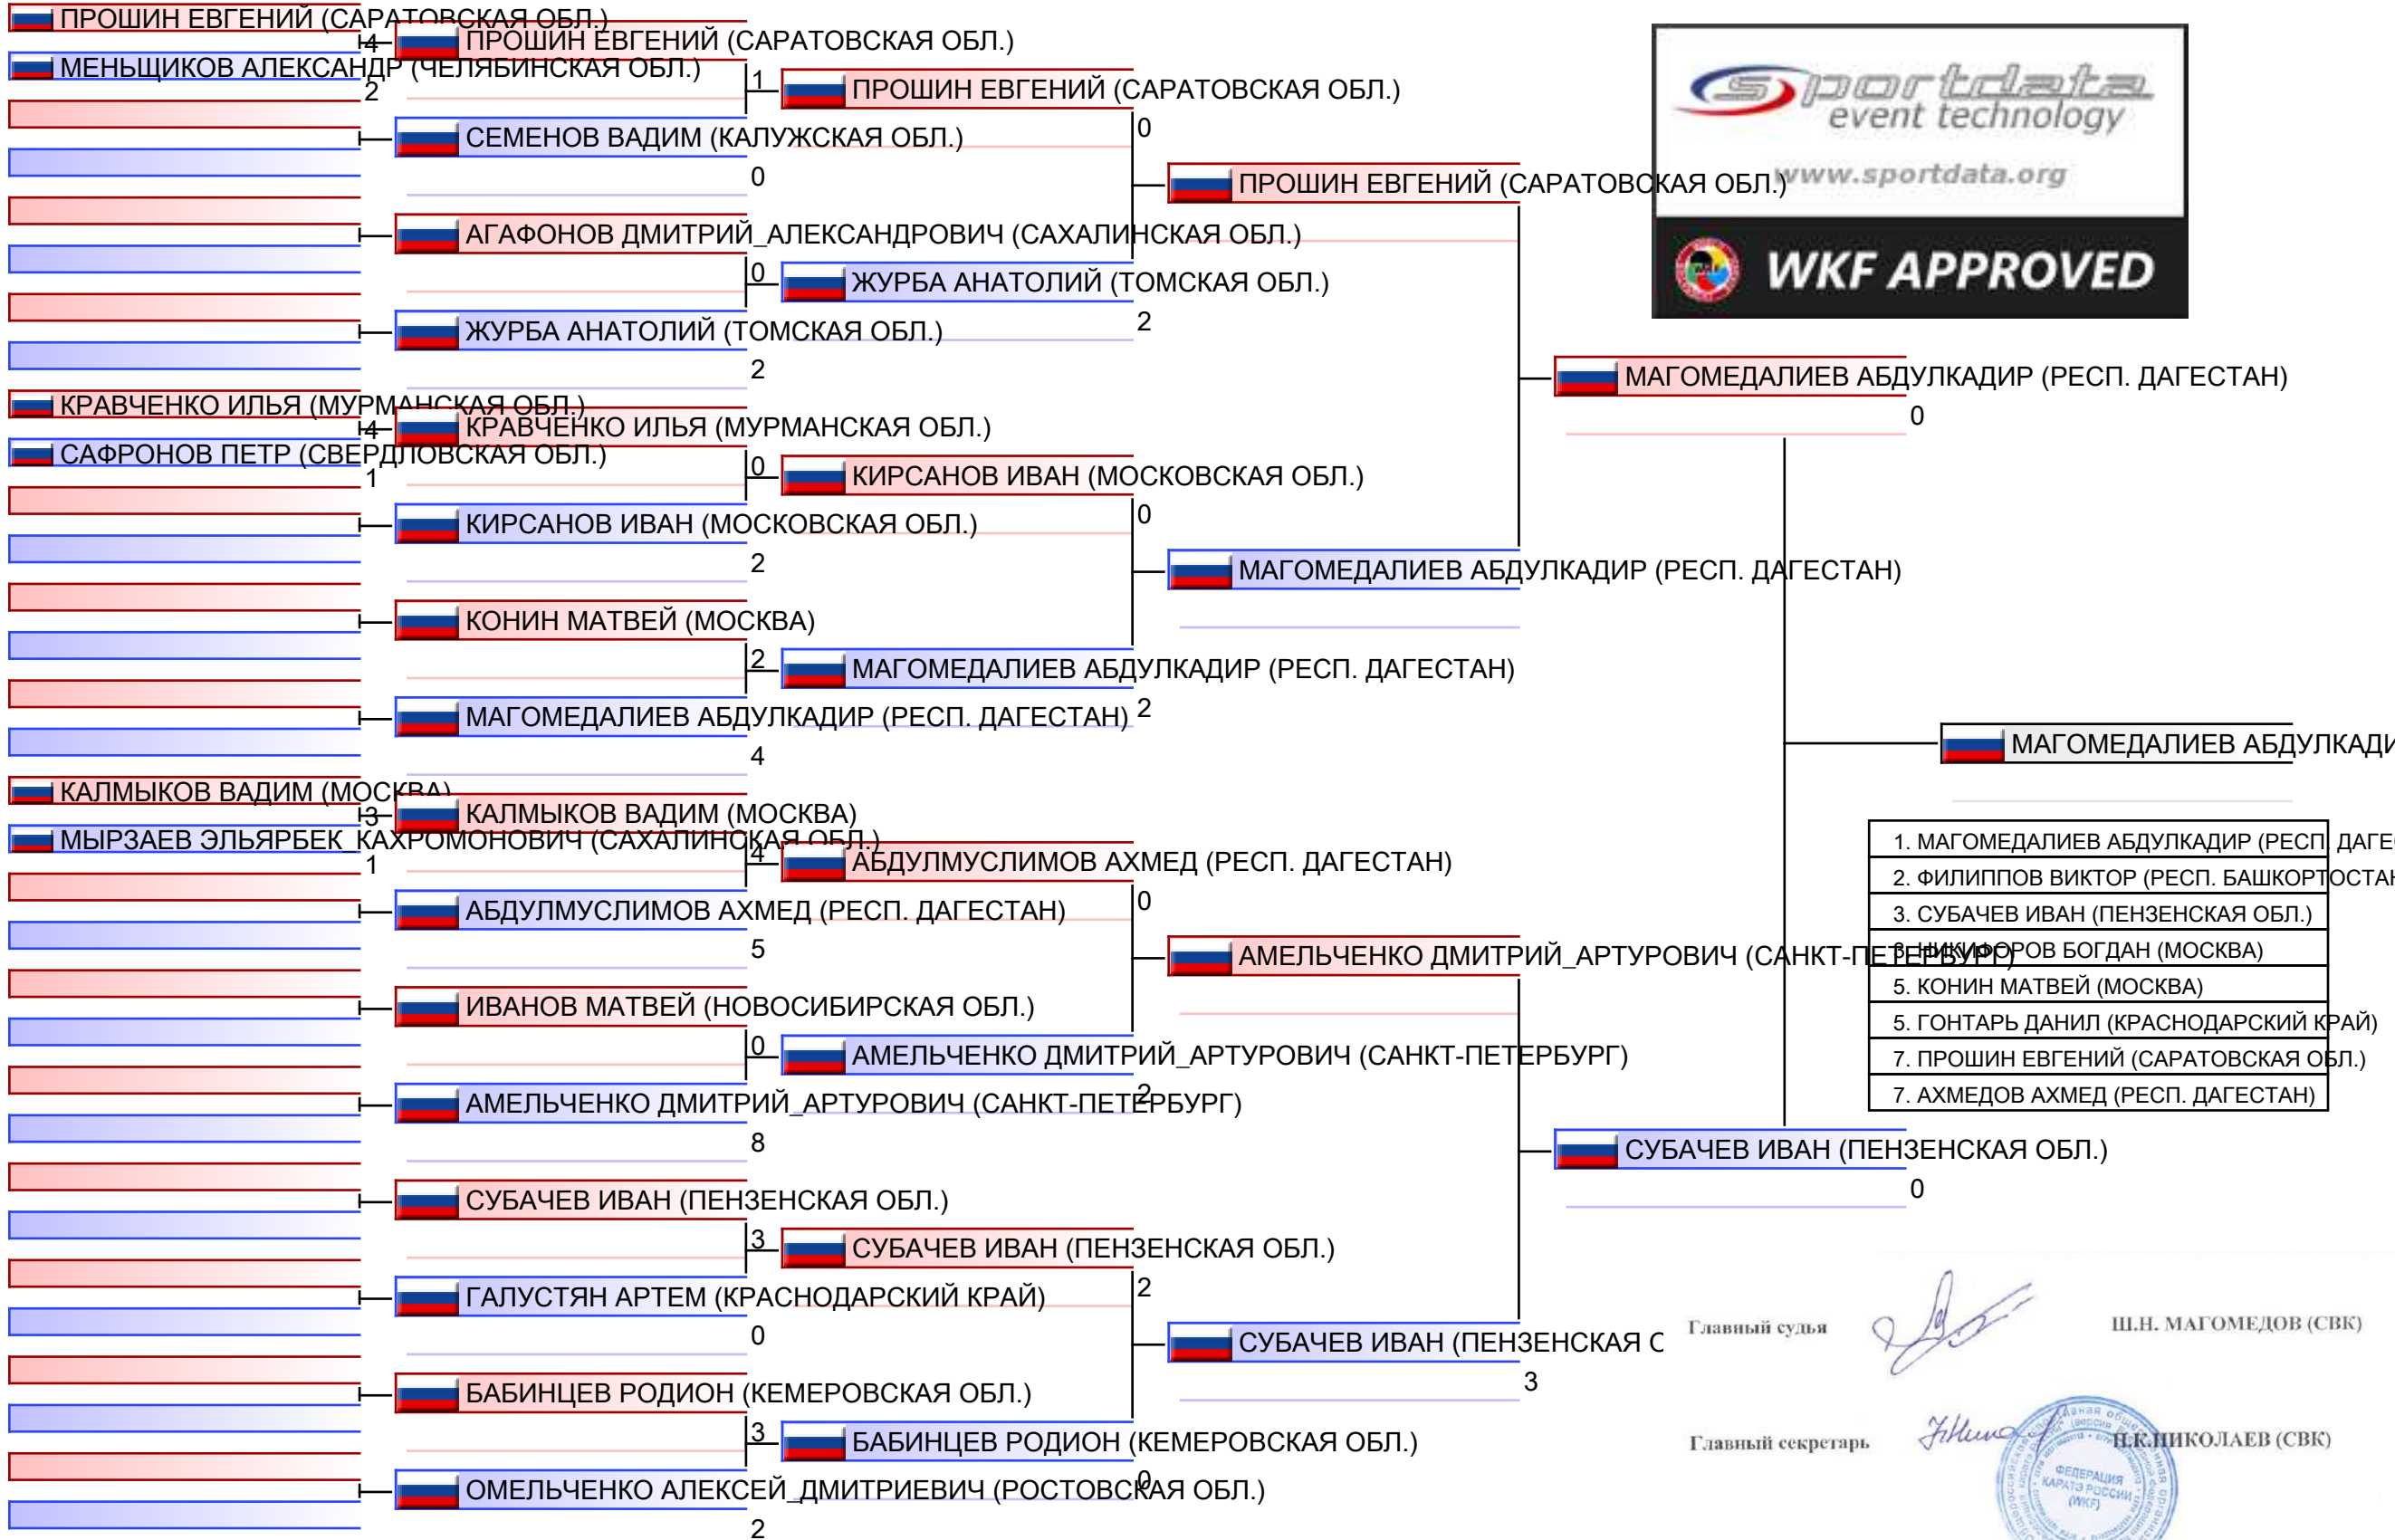 ПРОШИН ЕВГЕНИЙ (САРАТОВСКАЯ ОБЛ.)
4
МЕНЬЩИКОВ АЛЕКСАНДР (ЧЕЛЯБИНСКАЯ ОБЛ.)
2
КРАВЧЕНКО ИЛЬЯ (МУРМАНСКАЯ ОБЛ.)
4
САФРОНОВ ПЕТР (СВЕРДЛОВСКАЯ ОБЛ.)
1
КАЛМЫКОВ ВАДИМ (МОСКВА)
3
МЫРЗАЕВ ЭЛЬЯРБЕК_КАХРОМОНОВИЧ (САХАЛИНСКАЯ ОБЛ.)
1
ПРОШИН ЕВГЕНИЙ (САРАТОВСКАЯ ОБЛ.)
1
СЕМЕНОВ ВАДИМ (КАЛУЖСКАЯ ОБЛ.)
0
АГАФОНОВ ДМИТРИЙ_АЛЕКСАНДРОВИЧ (САХАЛИНСКАЯ ОБЛ.)
0
ЖУРБА АНАТОЛИЙ (ТОМСКАЯ ОБЛ.)
2
КРАВЧЕНКО ИЛЬЯ (МУРМАНСКАЯ ОБЛ.)
0
КИРСАНОВ ИВАН (МОСКОВСКАЯ ОБЛ.)
2
КОНИН МАТВЕЙ (МОСКВА)
2
МАГОМЕДАЛИЕВ АБДУЛКАДИР (РЕСП. ДАГЕСТАН)
4
КАЛМЫКОВ ВАДИМ (МОСКВА)
4
АБДУЛМУСЛИМОВ АХМЕД (РЕСП. ДАГЕСТАН)
5
ИВАНОВ МАТВЕЙ (НОВОСИБИРСКАЯ ОБЛ.)
0
АМЕЛЬЧЕНКО ДМИТРИЙ_АРТУРОВИЧ (САНКТ-ПЕТЕРБУРГ)
8
СУБАЧЕВ ИВАН (ПЕНЗЕНСКАЯ ОБЛ.)
3
ГАЛУСТЯН АРТЕМ (КРАСНОДАРСКИЙ КРАЙ)
0
БАБИНЦЕВ РОДИОН (КЕМЕРОВСКАЯ ОБЛ.)
3
ОМЕЛЬЧЕНКО АЛЕКСЕЙ_ДМИТРИЕВИЧ (РОСТОВСКАЯ ОБЛ.)
2
ПРОШИН ЕВГЕНИЙ (САРАТОВСКАЯ ОБЛ.)
0
ЖУРБА АНАТОЛИЙ (ТОМСКАЯ ОБЛ.)
2
КИРСАНОВ ИВАН (МОСКОВСКАЯ ОБЛ.)
0
МАГОМЕДАЛИЕВ АБДУЛКАДИР (РЕСП. ДАГЕСТАН)
2
АБДУЛМУСЛИМОВ АХМЕД (РЕСП. ДАГЕСТАН)
0
АМЕЛЬЧЕНКО ДМИТРИЙ_АРТУРОВИЧ (САНКТ-ПЕТЕРБУРГ)
2
СУБАЧЕВ ИВАН (ПЕНЗЕНСКАЯ ОБЛ.)
2
БАБИНЦЕВ РОДИОН (КЕМЕРОВСКАЯ ОБЛ.)
0
ПРОШИН ЕВГЕНИЙ (САРАТОВСКАЯ ОБЛ.)
МАГОМЕДАЛИЕВ АБДУЛКАДИР (РЕСП. ДАГЕСТАН)
АМЕЛЬЧЕНКО ДМИТРИЙ_АРТУРОВИЧ (САНКТ-ПЕТЕРБУРГ)
СУБАЧЕВ ИВАН (ПЕНЗЕНСКАЯ О
3
МАГОМЕДАЛИЕВ АБДУЛКАДИР (РЕСП. ДАГЕСТАН)
0
СУБАЧЕВ ИВАН (ПЕНЗЕНСКАЯ ОБЛ.)
0
МАГОМЕДАЛИЕВ АБДУЛКАДИ
sportdata
event technology
www.sportdata.org
WKF APPROVED
1. МАГОМЕДАЛИЕВ АБДУЛКАДИР (РЕСП. ДАГЕ
2. ФИЛИППОВ ВИКТОР (РЕСП. БАШКОРТОСТАН
3. СУБАЧЕВ ИВАН (ПЕНЗЕНСКАЯ ОБЛ.)
3. НИКИФОРОВ БОГДАН (МОСКВА)
5. КОНИН МАТВЕЙ (МОСКВА)
5. ГОНТАРЬ ДАНИЛ (КРАСНОДАРСКИЙ КРАЙ)
7. ПРОШИН ЕВГЕНИЙ (САРАТОВСКАЯ ОБЛ.)
7. АХМЕДОВ АХМЕД (РЕСП. ДАГЕСТАН)
Главный судья
Ш.Н. МАГОМЕДОВ (СВК)
Главный секретарь
Н.К.НИКОЛАЕВ (СВК)
ФЕДЕРАЦИЯ
КАРАТЭ РОССИИ
(WKF)